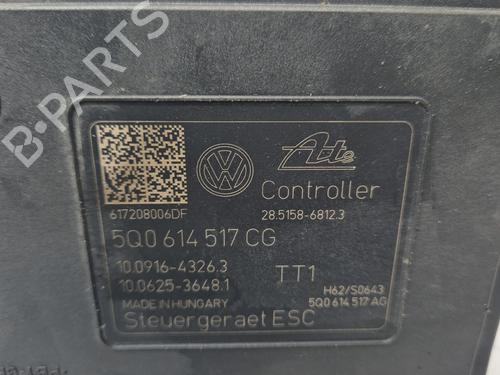 B-PARTS
VW
Ate
Controller
617208006DF
28.5158-6812.3
5Q0 614 517 CG
10.0916-4326.3
TT1
10.0625-3648.1
H62/S0643
MADE IN HUNGARY
5Q0 614 517 AG
Steuergeraet ESC